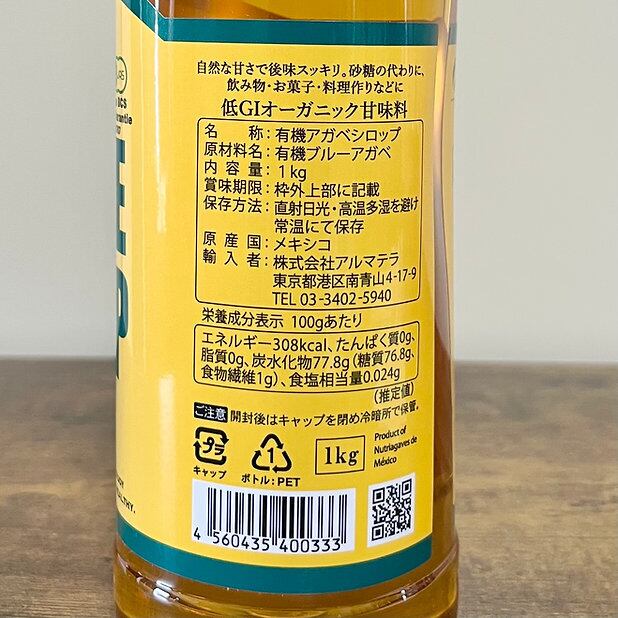 自然な甘さで後味スッキリ。砂糖の代わりに、
飲み物・お菓子・料理作りなどに
低GIオーガニック甘味料
名　　称：有機アガベシロップ
原材料名：有機ブルーアガベ
内 容 量：1kg
賞味期限：枠外上部に記載
保存方法：直射日光・高温多湿を避け
常温にて保存
原 産 国：メキシコ
輸 入 者：株式会社アルマテラ
東京都港区南青山4-17-9
TEL 03-3402-5940
栄養成分表示 100gあたり
エネルギー308kcal、たんぱく質0g、
脂質0g、炭水化物77.8g（糖質76.8g、
食物繊維1g）、食塩相当量0.024g
（推定値）
ご注意 開封後はキャップを閉め冷暗所で保管。
プラ
キャップ
1
ボトル：PET
1kg
Product of
Nutriagaves de
México
4 560435 400333